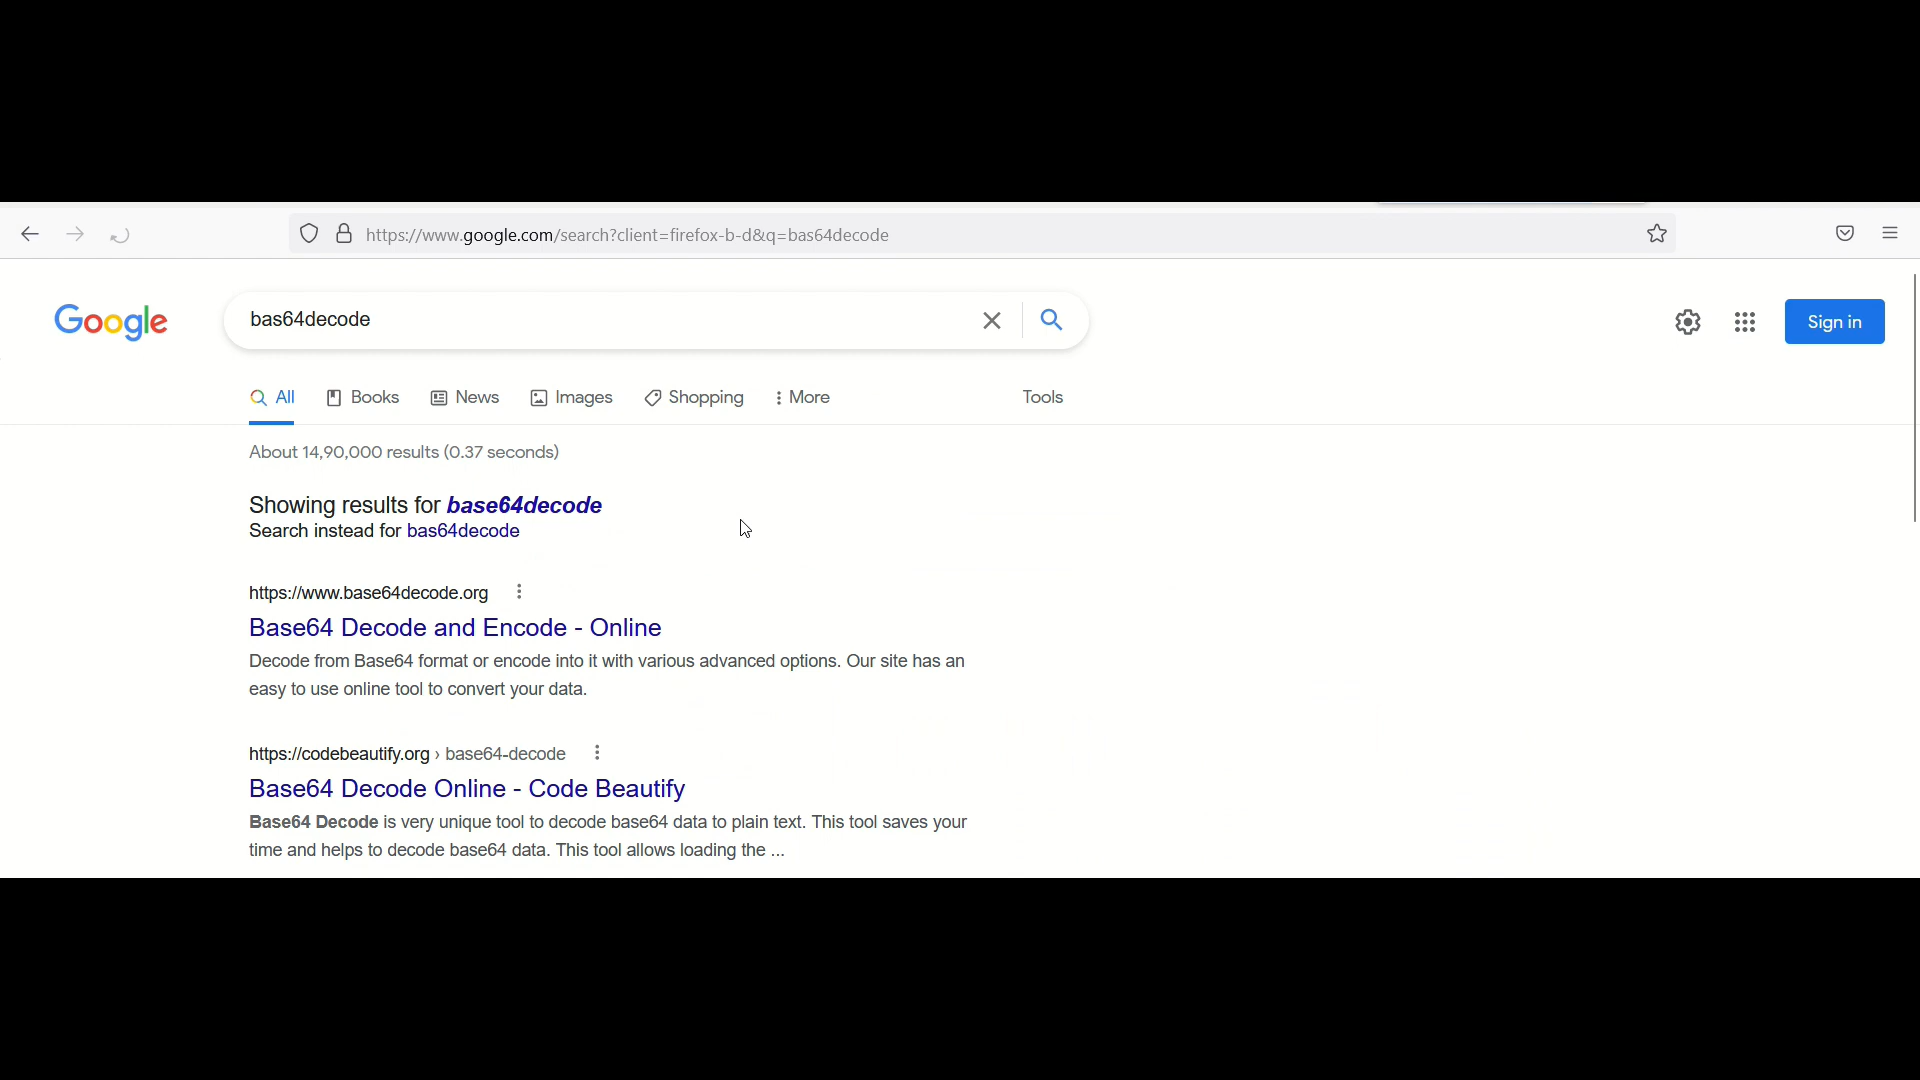 https://www.google.com/search?client=firefox-b-d&q=bas64decode
Google
bas64decode
Sign in
All
Books
News
Images
Shopping
More
Tools
About 14,90,000 results (0.37 seconds)
Showing results for base64decode
Search instead for bas64decode
https://www.base64decode.org
Base64 Decode and Encode - Online
Decode from Base64 format or encode into it with various advanced options. Our site has an
easy to use online tool to convert your data.
https://codebeautify.org › base64-decode
Base64 Decode Online - Code Beautify
Base64 Decode is very unique tool to decode base64 data to plain text. This tool saves your
time and helps to decode base64 data. This tool allows loading the ...